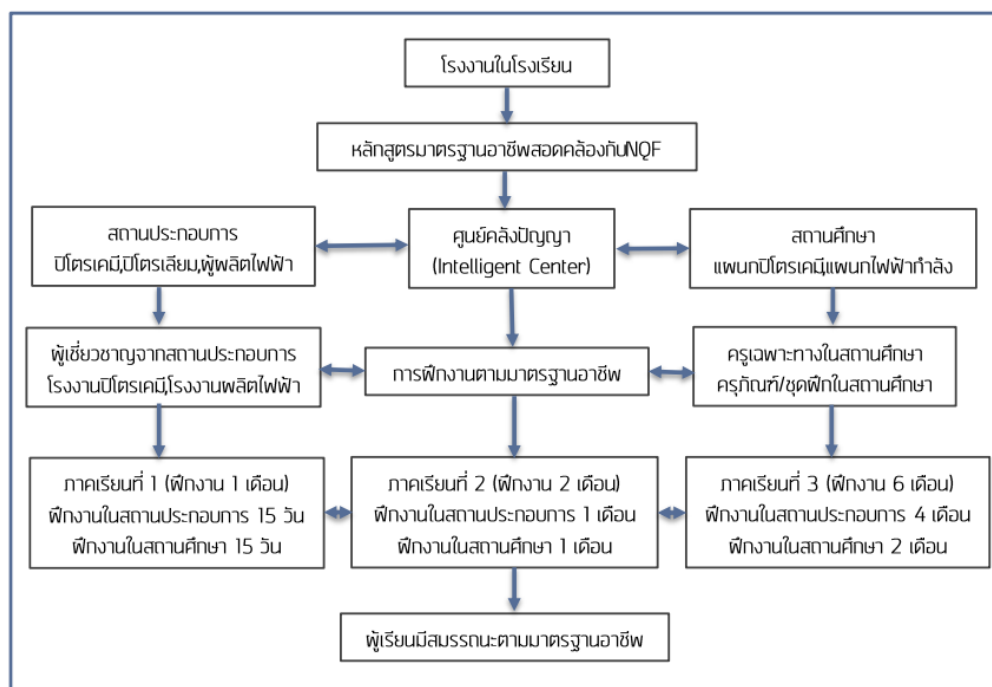 โรงงานในโรงเรียน
หลักสูตรมาตรฐานอาชีพสอดคล้องกับNQF
สถานประกอบการ
ปิโตรเคมี,ปิโตรเลียม,ผู้ผลิตไฟฟ้า
ศูนย์คลังปัญญา
(Intelligent Center)
สถานศึกษา
แผนกปิโตรเคมี,แผนกไฟฟ้ากำลัง
ผู้เชี่ยวชาญจากสถานประกอบการ
โรงงานปิโตรเคมี,โรงงานผลิตไฟฟ้า
การฝึกงานตามมาตรฐานอาชีพ
ครูเฉพาะทางในสถานศึกษา
ครุภัณฑ์/ชุดฝึกในสถานศึกษา
ภาคเรียนที่ 1 (ฝึกงาน 1 เดือน)
ฝึกงานในสถานประกอบการ 15 วัน
ฝึกงานในสถานศึกษา 15 วัน
ภาคเรียนที่ 2 (ฝึกงาน 2 เดือน)
ฝึกงานในสถานประกอบการ 1 เดือน
ฝึกงานในสถานศึกษา 1 เดือน
ภาคเรียนที่ 3 (ฝึกงาน 6 เดือน)
ฝึกงานในสถานประกอบการ 4 เดือน
ฝึกงานในสถานศึกษา 2 เดือน
ผู้เรียนมีสมรรถนะตามมาตรฐานอาชีพ